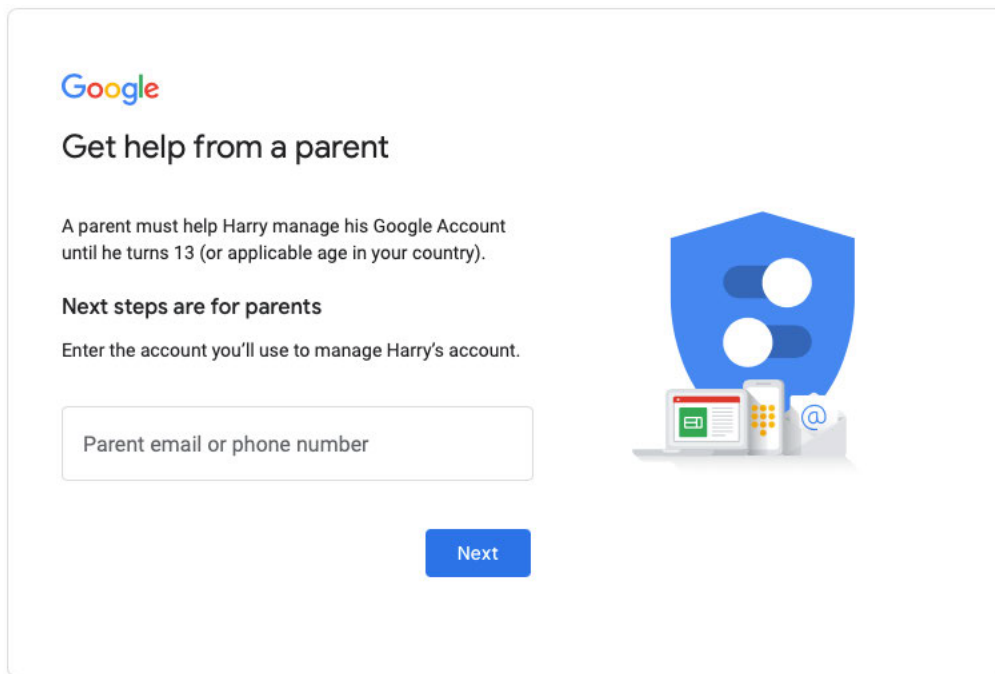 Google
Get help from a parent
A parent must help Harry manage his Google Account
until he turns 13 (or applicable age in your country).
Next steps are for parents
Enter the account you’ll use to manage Harry’s account.
Parent email or phone number
@
Next